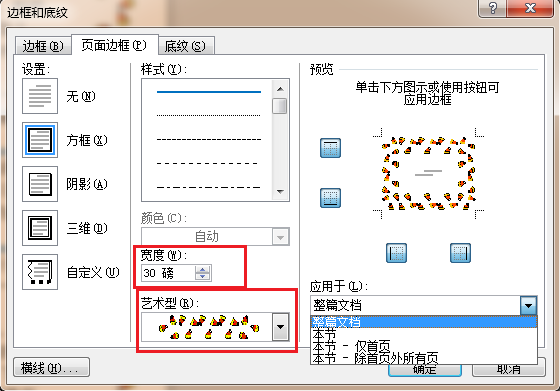 边框和底纹
边框(B)
页面边框(P)
底纹(S)
设置:
无(N)
方框(X)
阴影(A)
三维(D)
自定义(U)
样式(Y):
颜色(C):
自动
宽度(W):
30 磅
艺术型(R):
预览
单击下方图示或使用按钮可
应用边框
应用于(L):
整篇文档
整篇文档
本节
本节 - 仅首页
本节 - 除首页外所有页
横线(H)...
确定
取消